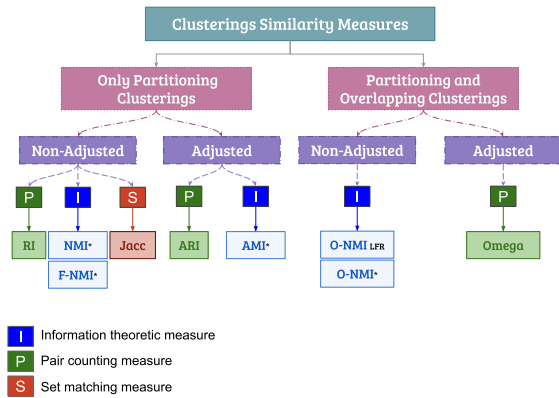 Clusterings Similarity Measures
Only Partitioning
Clusterings
Partitioning and
Overlapping Clusterings
Non-Adjusted
Adjusted
Non-Adjusted
Adjusted
P
I
S
P
I
I
P
RI
NMI*
Jacc
ARI
AMI*
O-NMI LFR
Omega
F-NMI*
O-NMI*
I Information theoretic measure
P Pair counting measure
S Set matching measure